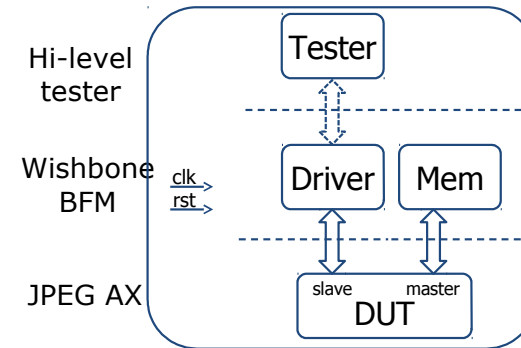 Hi-level
tester
Tester
Wishbone
BFM
clk
rst
Driver
Mem
JPEG AX
slave
master
DUT